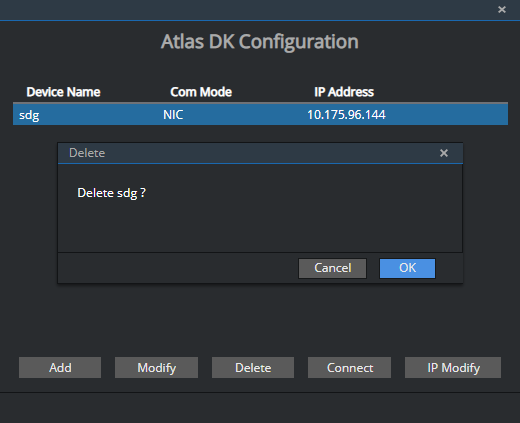 Atlas DK Configuration
Device Name Com Mode IP Address
sdg NIC 10.175.96.144
Delete
Delete sdg ?
Cancel OK
Add Modify Delete Connect IP Modify